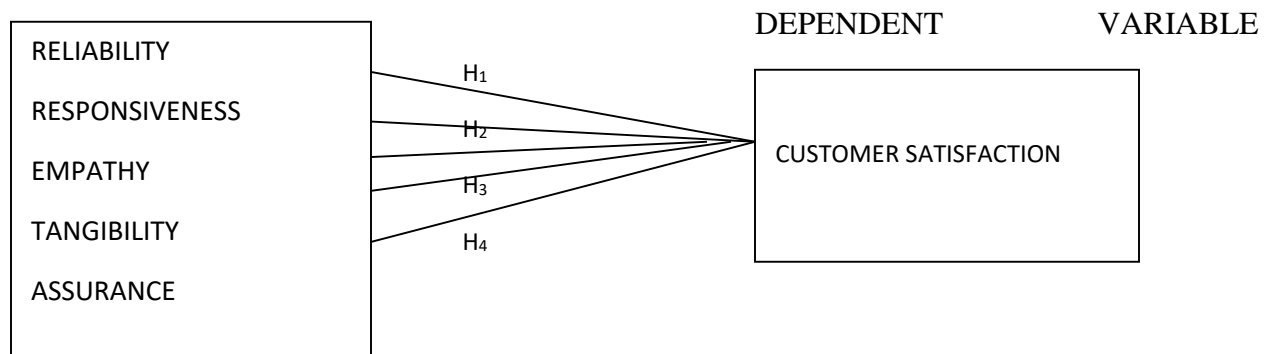 DEPENDENT VARIABLE
RELIABILITY
RESPONSIVENESS
EMPATHY
TANGIBILITY
ASSURANCE
H1
H2
H3
H4
CUSTOMER SATISFACTION